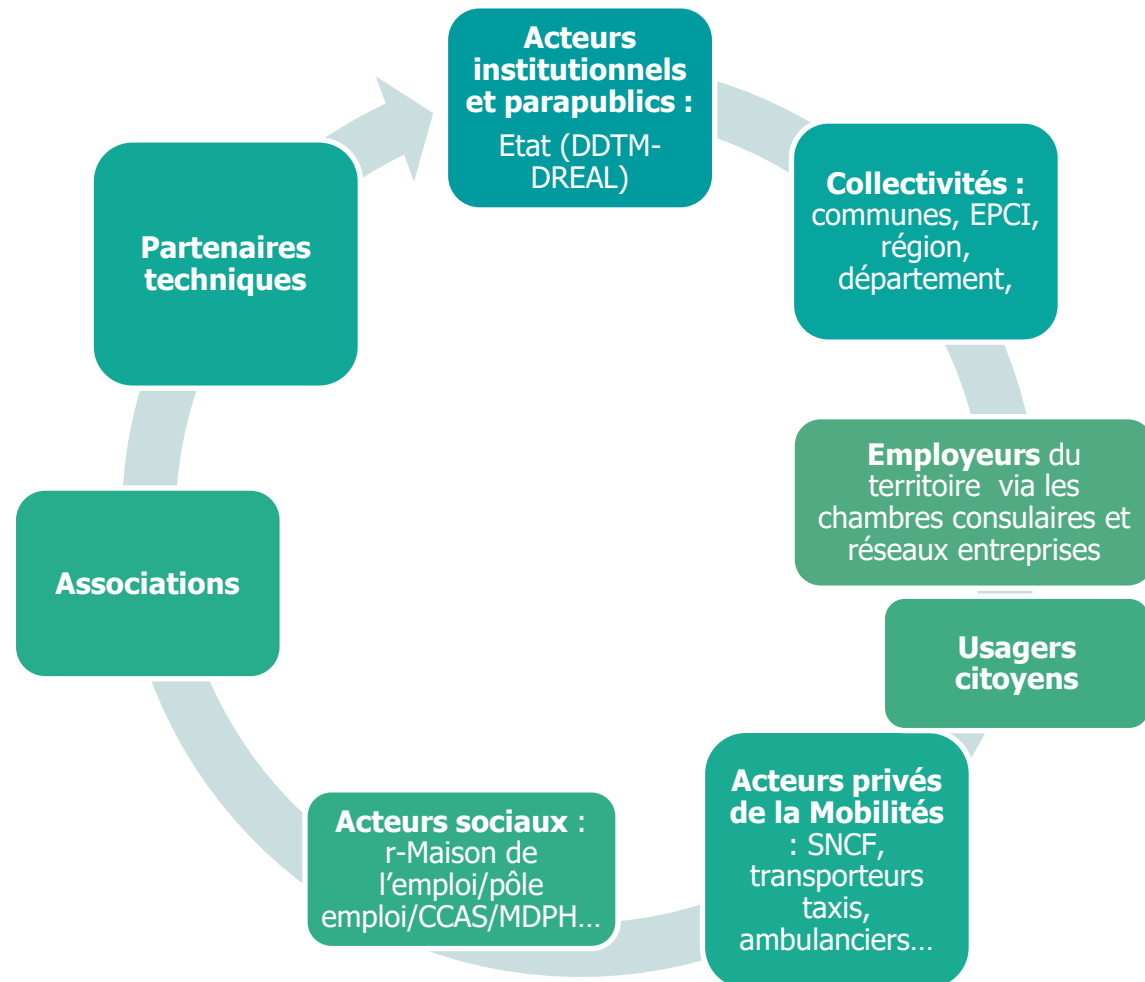 Acteurs
institutionnels
et parapublics :
Etat (DDTM-
DREAL)
Collectivités :
communes, EPCI,
région,
département,
Employeurs du
territoire  via les
chambres consulaires et
réseaux entreprises
Usagers
citoyens
Acteurs privés
de la Mobilités
: SNCF,
transporteurs
taxis,
ambulanciers…
Acteurs sociaux :
r-Maison de
l’emploi/pôle
emploi/CCAS/MDPH…
Associations
Partenaires
techniques